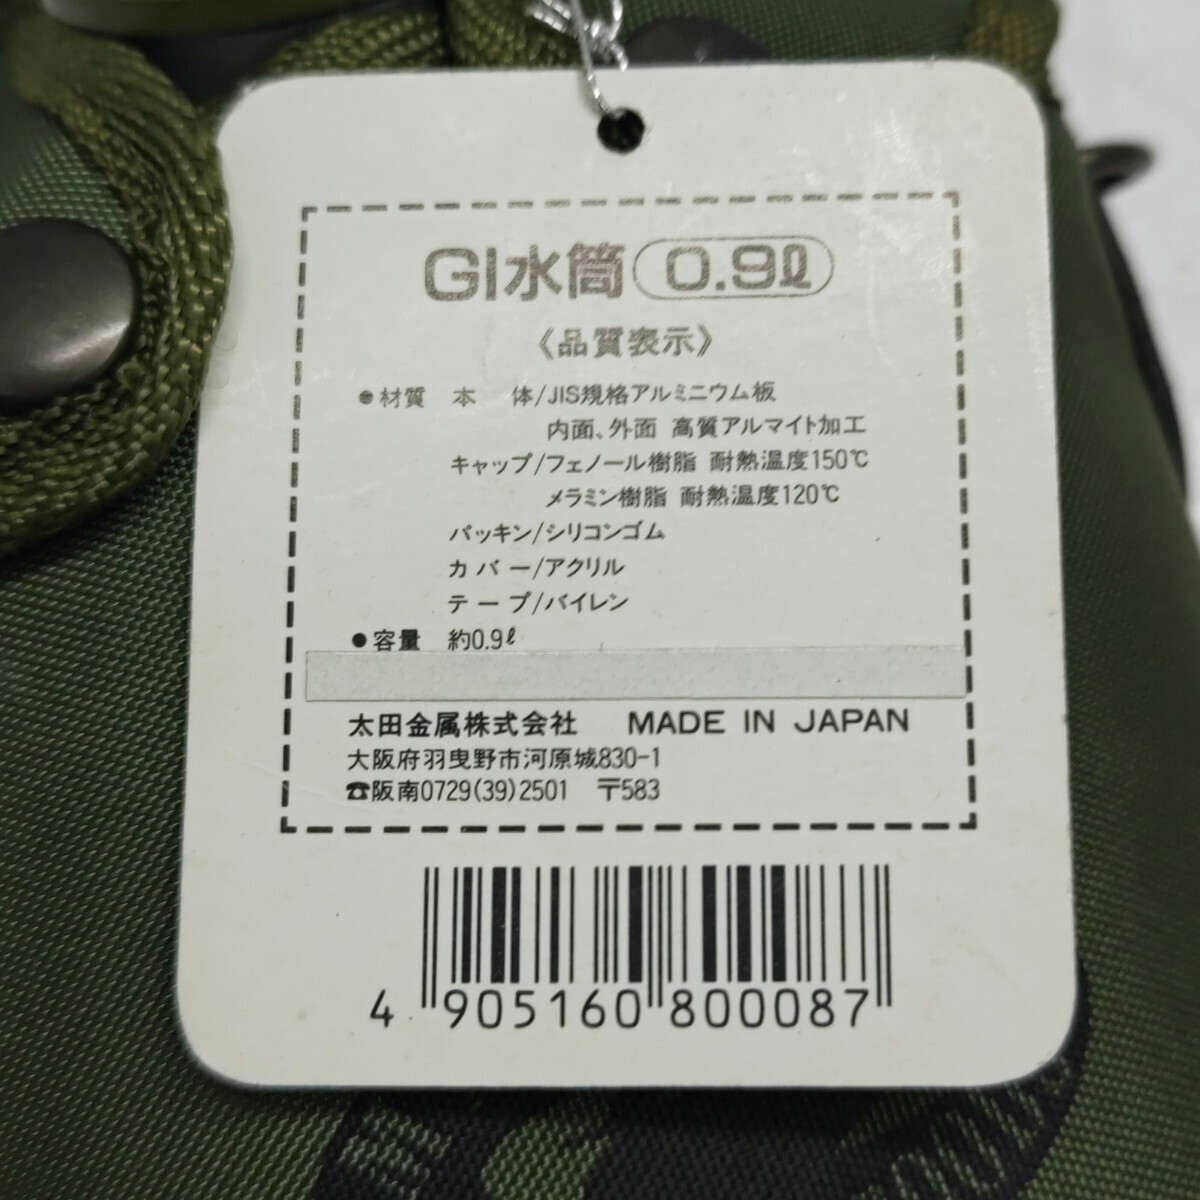 GI水筒 0.9ℓ
《品質表示》
●材質 本 体/JIS規格アルミニウム板
内面、外面 高質アルマイト加工
キャップ/フェノール樹脂 耐熱温度150℃
メラミン樹脂 耐熱温度120℃
パッキン/シリコンゴム
カバー/アクリル
テープ/バイレン
●容量 約0.9ℓ
太田金属株式会社 MADE IN JAPAN
大阪府羽曳野市河原城830-1
☎阪南0729(39)2501 〒583
4 905160 800087